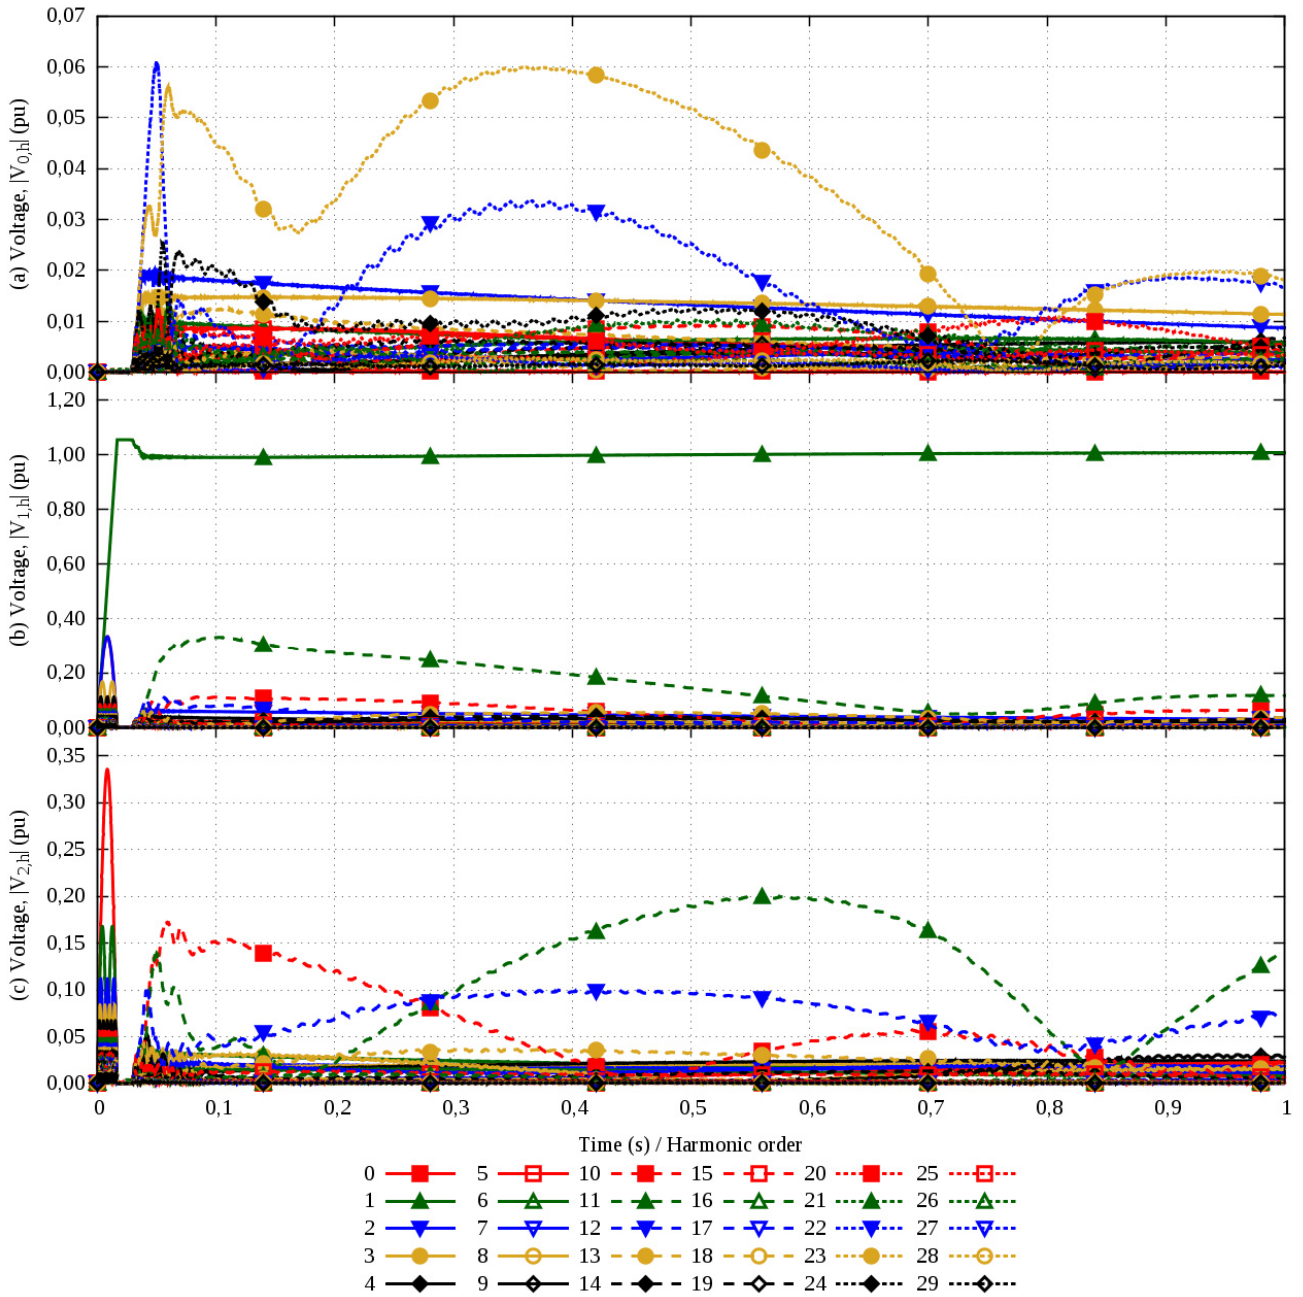 0,07
0,06
0,05
0,04
0,03
0,02
0,01
0,00
(a) Voltage, |V0,h| (pu)
1,20
1,00
0,80
0,60
0,40
0,20
0,00
(b) Voltage, |V1,h| (pu)
0,35
0,30
0,25
0,20
0,15
0,10
0,05
0,00
(c) Voltage, |V2,h| (pu)
0 0,1 0,2 0,3 0,4 0,5 0,6 0,7 0,8 0,9 1
Time (s) / Harmonic order
0 5 10 15 20 25
1 6 11 16 21 26
2 7 12 17 22 27
3 8 13 18 23 28
4 9 14 19 24 29